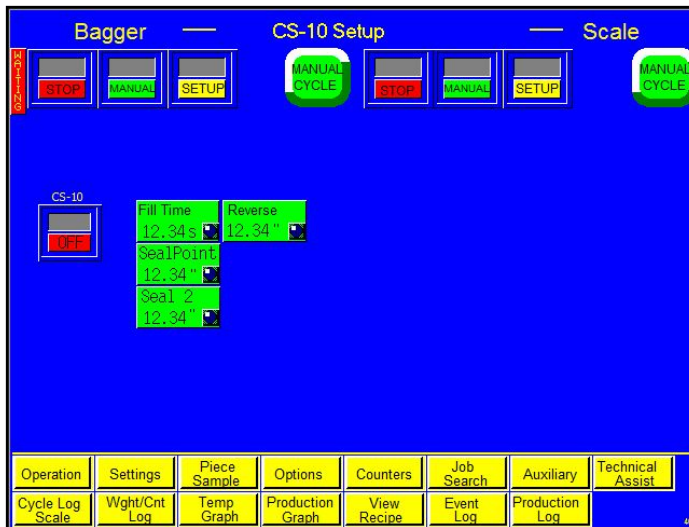 Bagger — CS-10 Setup — Scale
WAITING
STOP MANUAL SETUP MANUAL CYCLE STOP MANUAL SETUP MANUAL CYCLE
CS-10
OFF
Fill Time Reverse
12.34 s 12.34 "
SealPoint
12.34 "
Seal 2
12.34 "
Operation Settings Piece Sample Options Counters Job Search Auxiliary Technical Assist
Cycle Log Scale Wght/Cnt Log Temp Graph Production Graph View Recipe Event Log Production Log